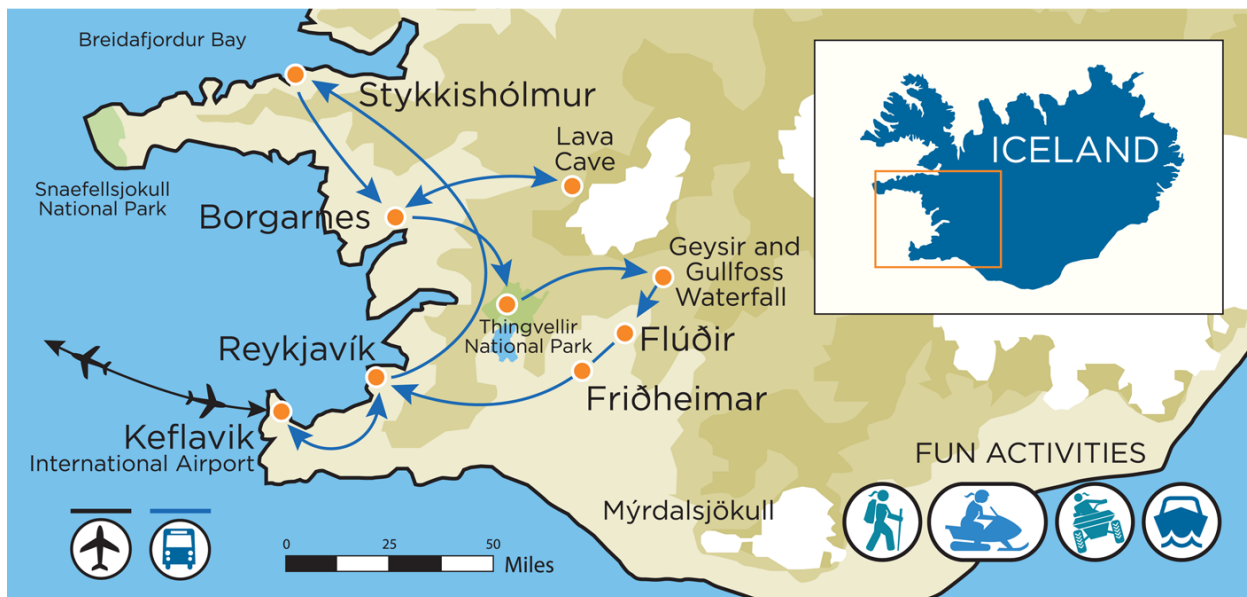 Breidafjordur Bay
Stykkishólmur
Lava
Cave
ICELAND
Snaefellsjokull
National Park
Borgarnes
Geysir and
Gullfoss
Waterfall
Thingvellir
National Park
Flúðir
Reykjavík
Friðheimar
Keflavik
International Airport
FUN ACTIVITIES
Mýrdalsjökull
0 25 50
Miles